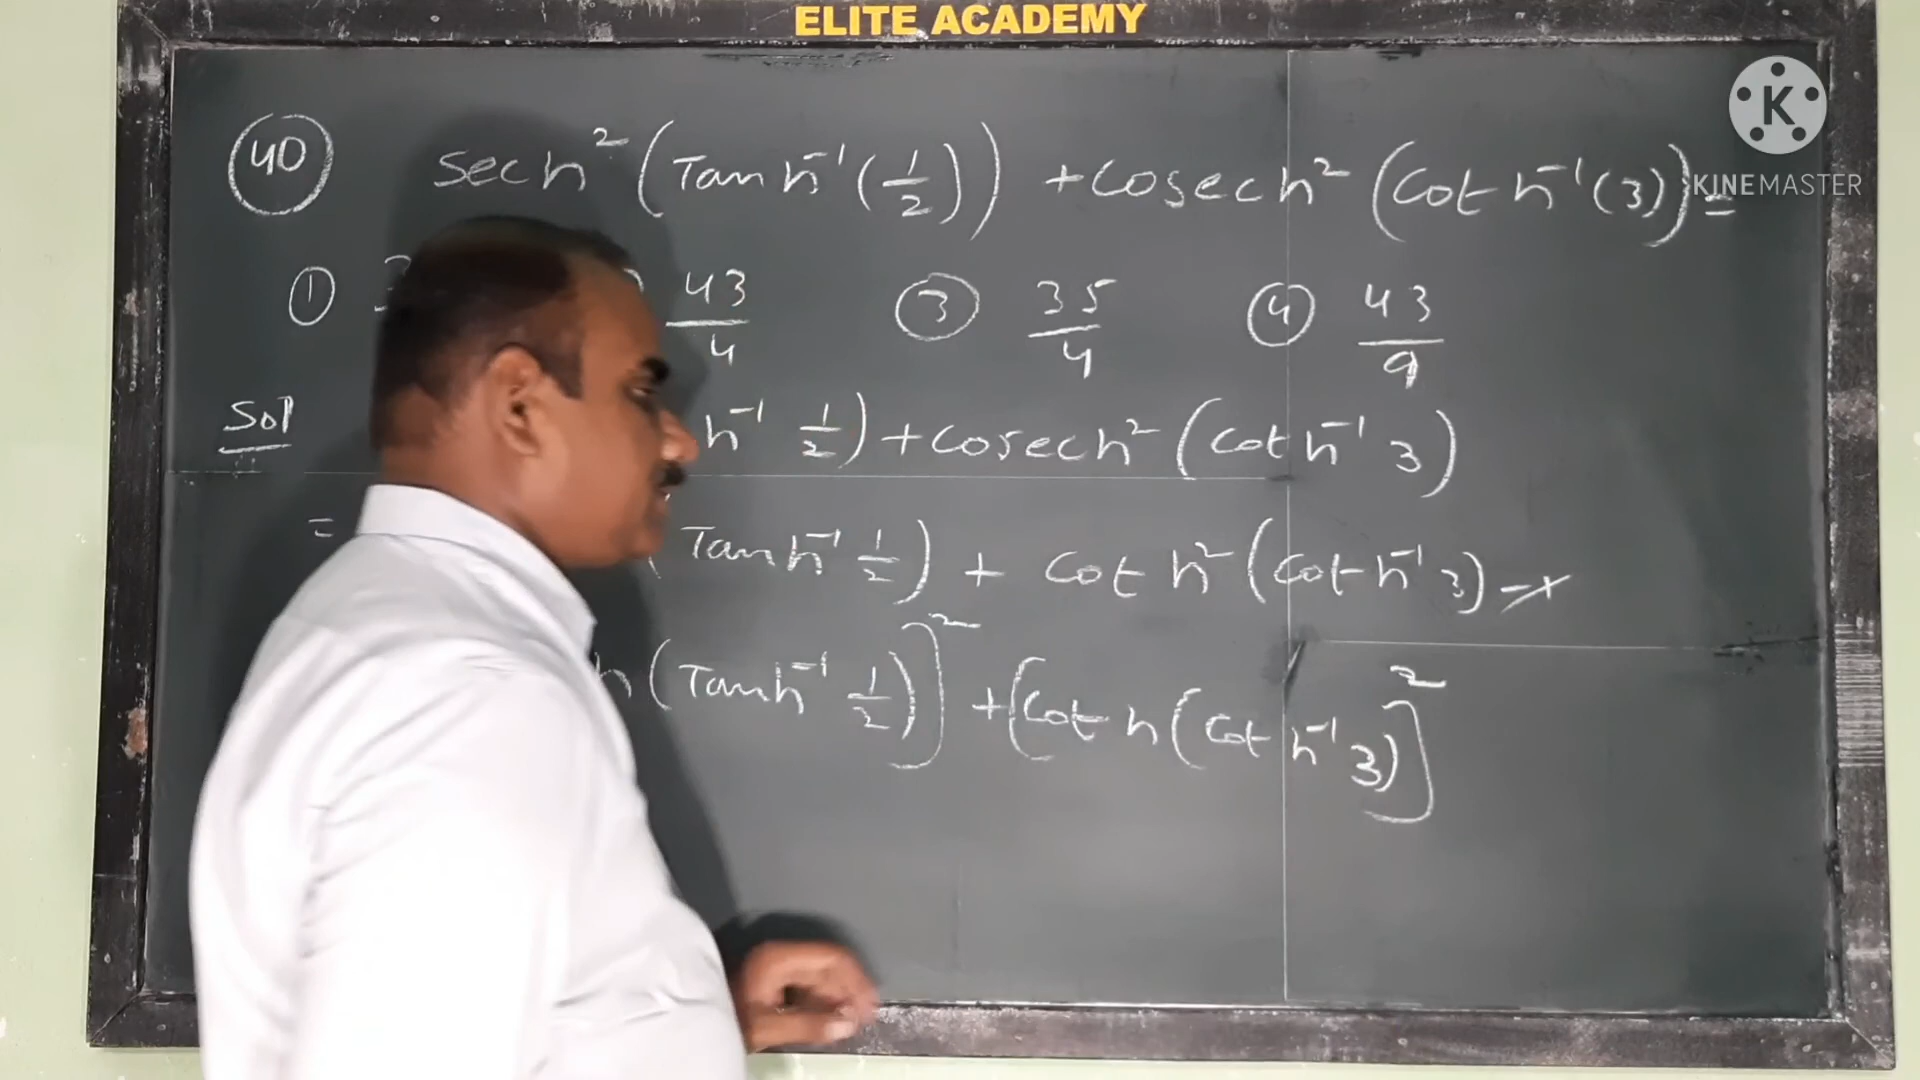 ELITE ACADEMY
40 sech² (Tanh⁻¹(1/2)) + cosech² (Coth⁻¹(3)) =
KINEMASTER
① 3 43/4 ③ 35/4 ④ 43/9
Sol h⁻¹ 1/2) + cosech² (Coth⁻¹ 3)
= Tanh⁻¹ 1/2) + Coth² (Coth⁻¹ 3) - 1
h (Tanh⁻¹ 1/2)]² + [Coth (Coth⁻¹ 3)]²